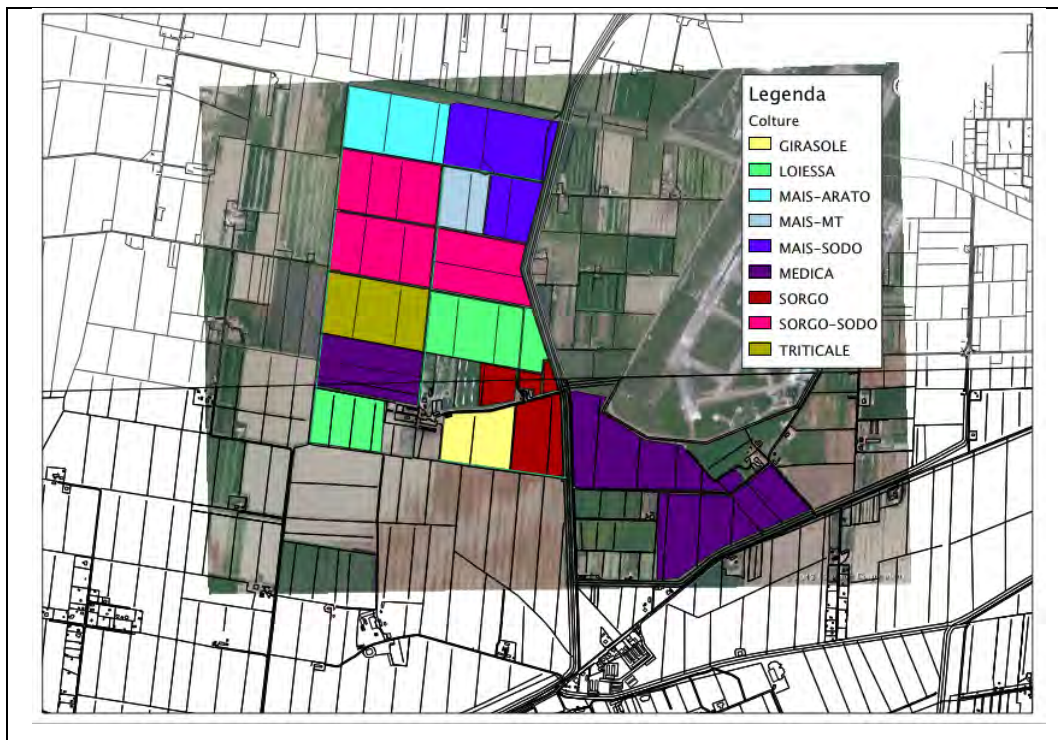 Legenda
Colture
GIRASOLE
LOIESSA
MAIS-ARATO
MAIS-MT
MAIS-SODO
MEDICA
SORGO
SORGO-SODO
TRITICALE